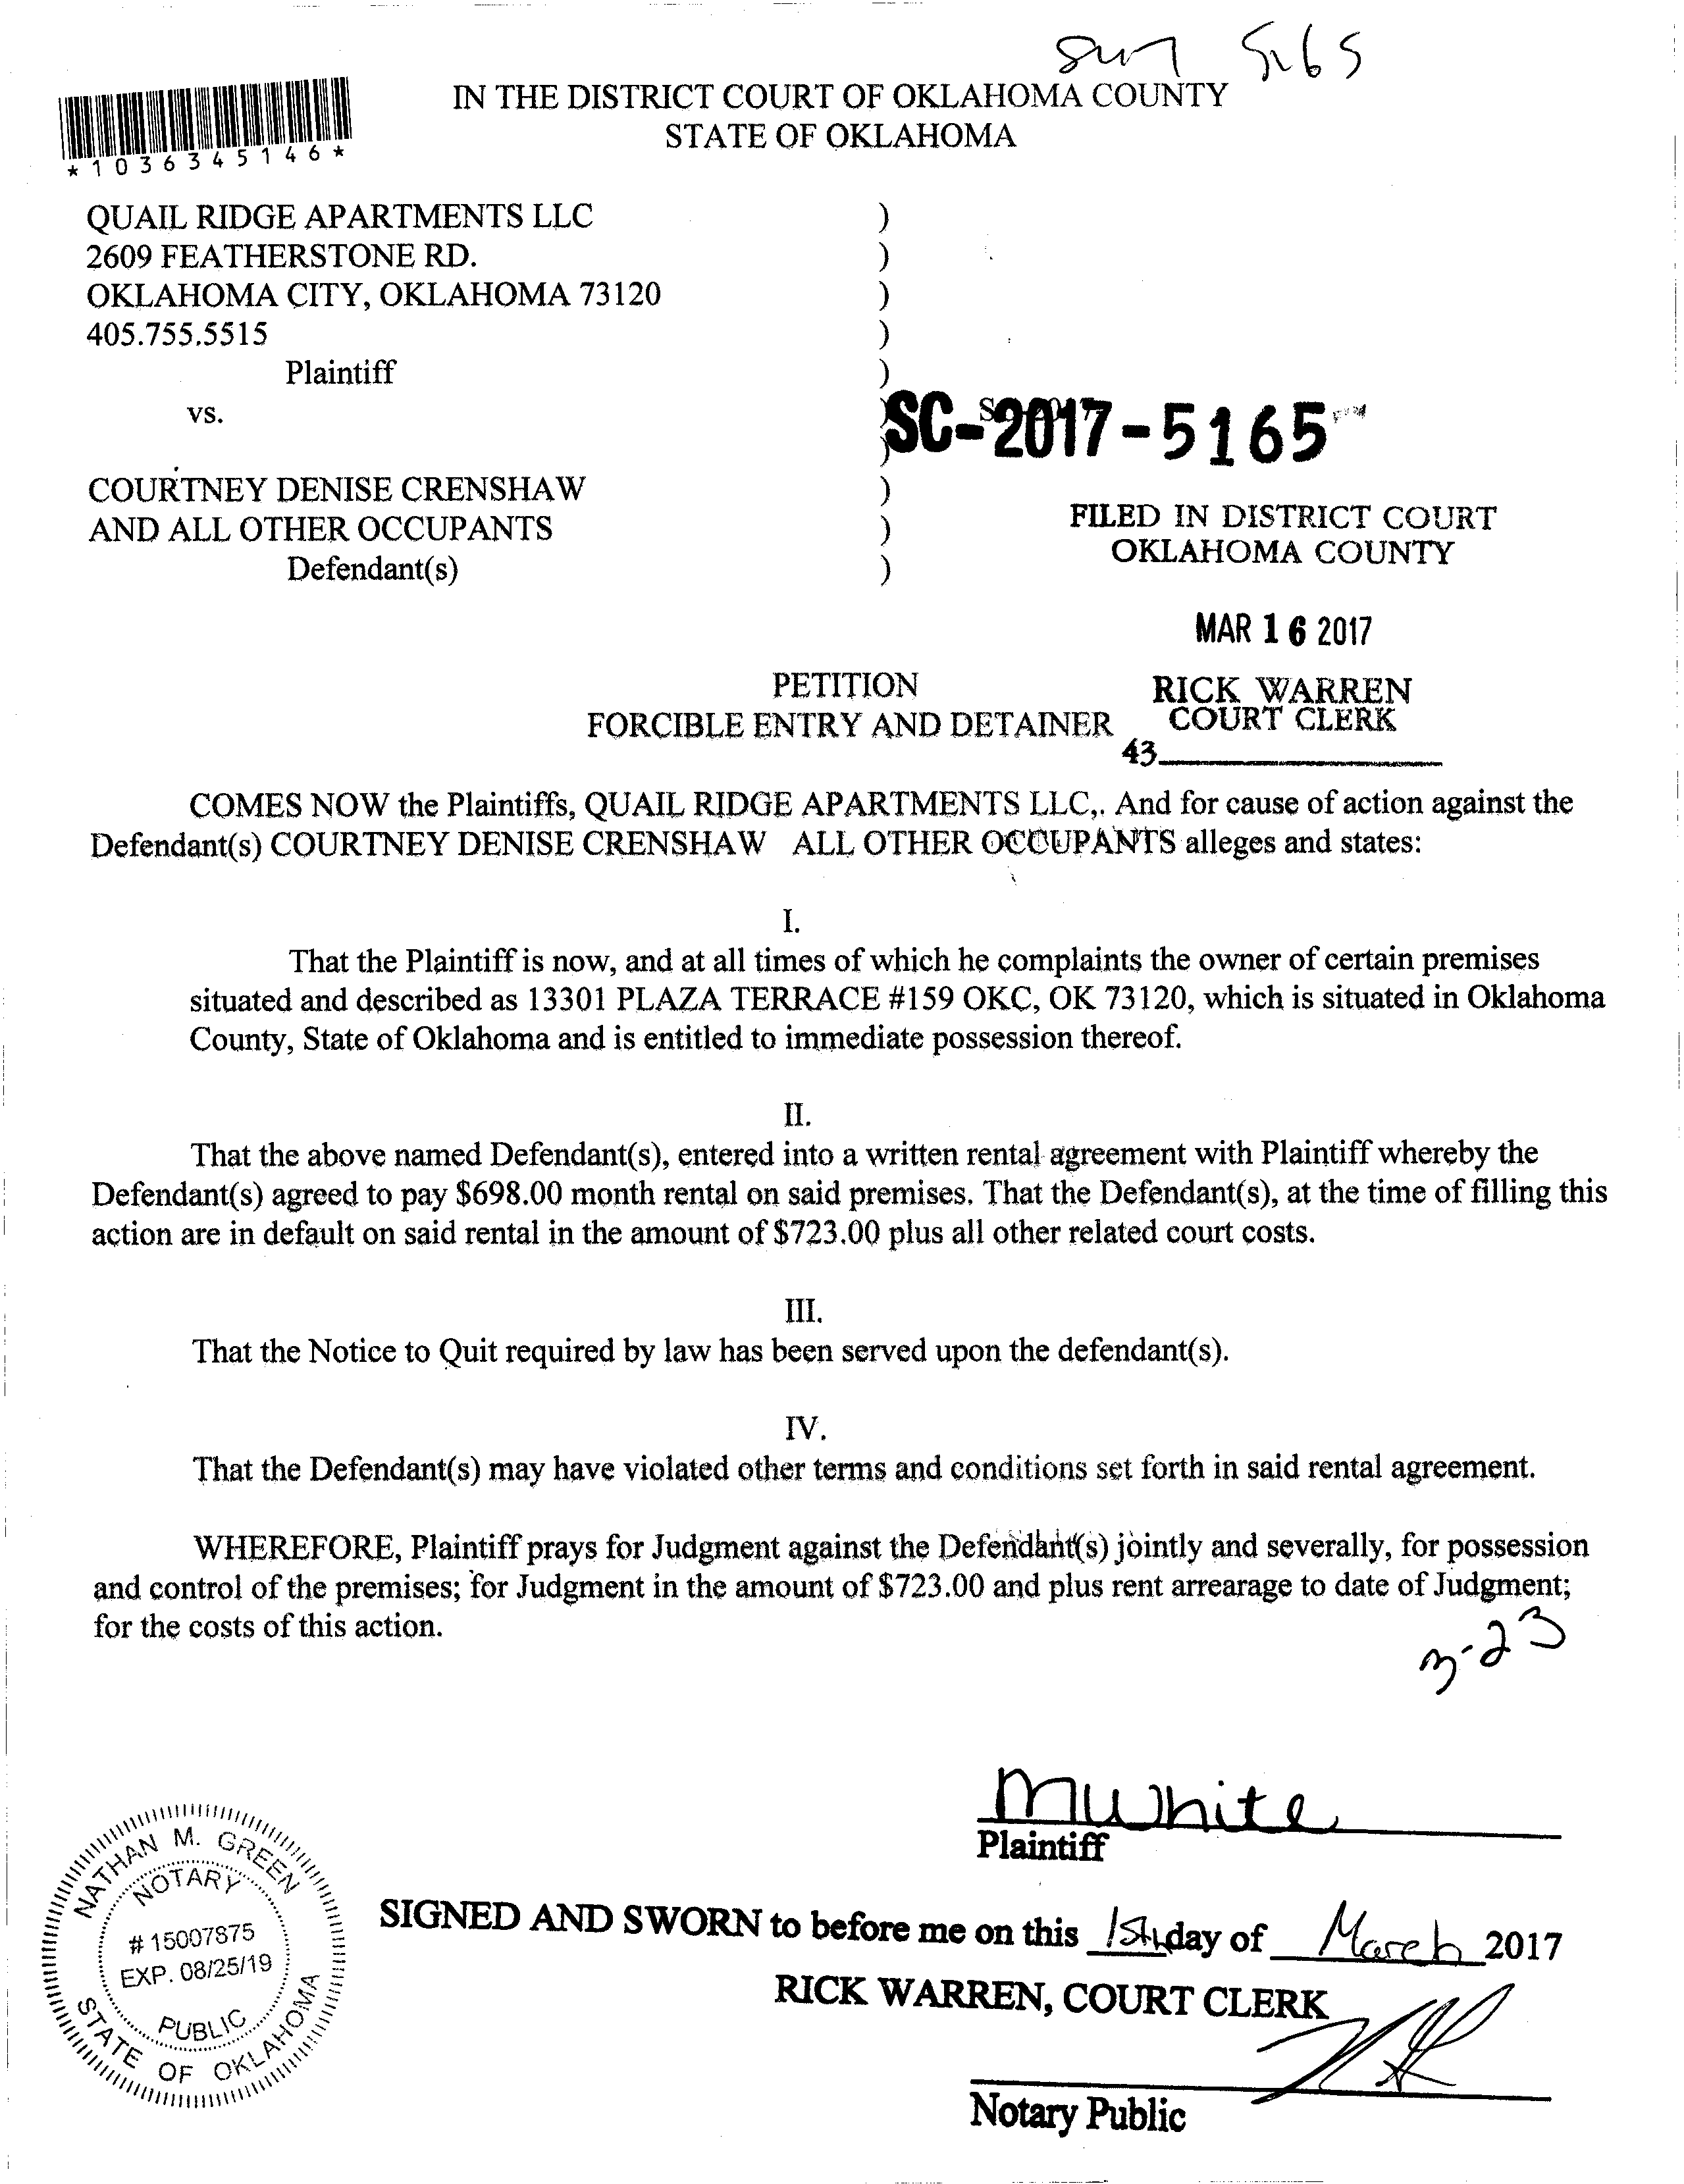 5165
IN THE DISTRICT COURT OF OKLAHOMA COUNTY
STATE OF OKLAHOMA
*1036345146*
QUAIL RIDGE APARTMENTS LLC )
2609 FEATHERSTONE RD. )
OKLAHOMA CITY, OKLAHOMA 73120 )
405.755.5515 )
Plaintiff )
vs. )
SC-2017-5165
)
COURTNEY DENISE CRENSHAW )
AND ALL OTHER OCCUPANTS )
Defendant(s) )
FILED IN DISTRICT COURT
OKLAHOMA COUNTY
MAR 16 2017
RICK WARREN
COURT CLERK
43
PETITION
FORCIBLE ENTRY AND DETAINER
COMES NOW the Plaintiffs, QUAIL RIDGE APARTMENTS LLC,. And for cause of action against the
Defendant(s) COURTNEY DENISE CRENSHAW ALL OTHER OCCUPANTS alleges and states:
I.
That the Plaintiff is now, and at all times of which he complaints the owner of certain premises
situated and described as 13301 PLAZA TERRACE #159 OKC, OK 73120, which is situated in Oklahoma
County, State of Oklahoma and is entitled to immediate possession thereof.
II.
That the above named Defendant(s), entered into a written rental agreement with Plaintiff whereby the
Defendant(s) agreed to pay $698.00 month rental on said premises. That the Defendant(s), at the time of filling this
action are in default on said rental in the amount of $723.00 plus all other related court costs.
III.
That the Notice to Quit required by law has been served upon the defendant(s).
IV.
That the Defendant(s) may have violated other terms and conditions set forth in said rental agreement.
WHEREFORE, Plaintiff prays for Judgment against the Defendant(s) jointly and severally, for possession
and control of the premises; for Judgment in the amount of $723.00 and plus rent arrearage to date of Judgment;
for the costs of this action.
3-23
MWhite
Plaintiff
NATHAN M. GREEN
NOTARY
# 15007875
EXP. 08/25/19
PUBLIC
STATE OF OKLAHOMA
SIGNED AND SWORN to before me on this day of March 2017
RICK WARREN, COURT CLERK
Notary Public